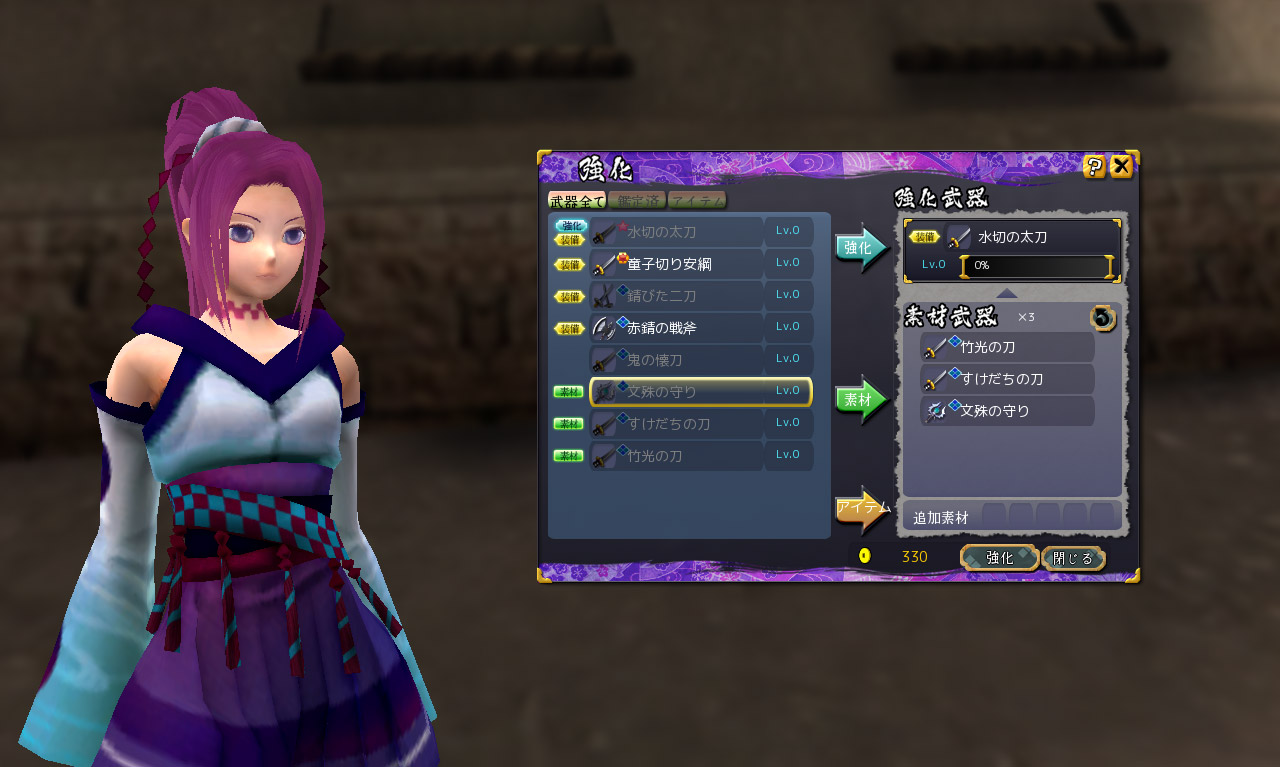 強化
武器全て 鑑定済 アイテム
強化
装備 水切の太刀 Lv.0
装備 童子切り安綱 Lv.0
装備 錆びた二刀 Lv.0
装備 赤錆の戦斧 Lv.0
鬼の懐刀 Lv.0
素材 文殊の守り Lv.0
素材 すけだちの刀 Lv.0
素材 竹光の刀 Lv.0
強化
素材
アイテム
? X
強化武器
装備 水切の太刀
Lv.0 0%
素材武器 ×3
竹光の刀
すけだちの刀
文殊の守り
追加素材
330 強化 閉じる